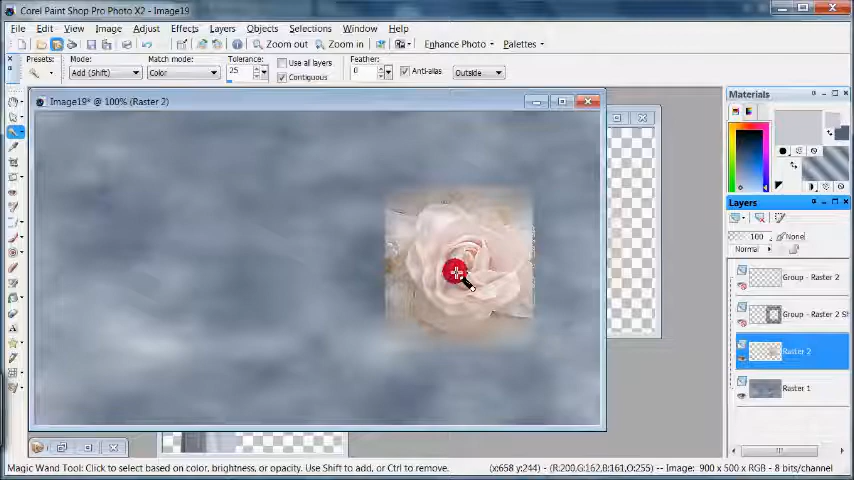 Corel Paint Shop Pro Photo X2 - Image19
File Edit View Image Adjust Effects Layers Objects Selections Window Help
Zoom out Zoom in Enhance Photo Palettes
Presets: Mode: Match mode: Tolerance: Use all layers Feather:
Add (Shift) Color 25 Contiguous 0 Anti-alias Outside
Image19* @ 100% (Raster 2)
Materials
Layers
100 None
Normal
Group - Raster 2
Group - Raster 2 Sh
Raster 2
Raster 1
Magic Wand Tool: Click to select based on color, brightness, or opacity. Use Shift to add, or Ctrl to remove.
(x:658 y:244) - (R:200,G:162,B:161,O:255) -- Image: 900 x 500 x RGB - 8 bits/channel